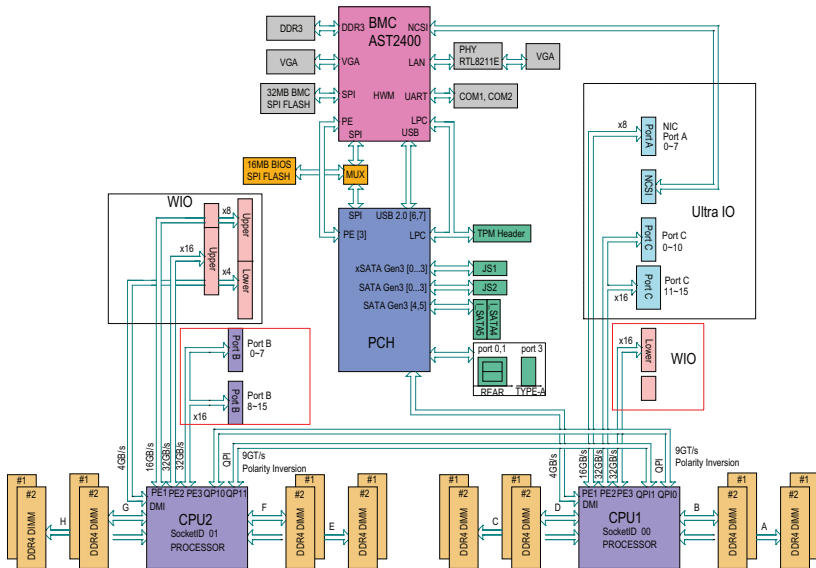 DDR3
VGA
32MB BMC
SPI FLASH
DDR3
BMC
AST2400
NCSI
VGA
LAN
SPI
HWM
UART
PE
LPC
SPI
USB
PHY
RTL8211E
VGA
COM1, COM2
16MB BIOS
SPI FLASH
MUX
SPI
USB 2.0 [6,7]
PE [3]
LPC
TPM Header
xSATA Gen3 [0...3]
JS1
SATA Gen3 [0...3]
JS2
SATA Gen3 [4,5]
I_SATA5
I_SATA4
PCH
port 0,1
port 3
REAR
TYPE-A
WIO
x8
Upper
x16
Upper
x4
Lower
Port B
Port B
0~7
Port B
Port B
8~15
x16
x8
Port A
NIC
Port A
0~7
NCSI
Ultra IO
Port C
Port C
0~10
Port C
Port C
11~15
x16
x16
Lower
WIO
4GB/s
16GB/s
32GB/s
32GB/s
QPI
9GT/s
Polarity Inversion
4GB/s
16GB/s
32GB/s
32GB/s
QPI
9GT/s
Polarity Inversion
#1
#2
DDR4 DIMM
H
#1
#2
DDR4 DIMM
G
PE1 PE2 PE3 QP10 QP11
DMI
CPU2
SocketID 01
PROCESSOR
F
#1
#2
DDR4 DIMM
E
#1
#2
DDR4 DIMM
#1
#2
DDR4 DIMM
C
#1
#2
DDR4 DIMM
D
PE1 PE2 PE3 QPI1 QPI0
DMI
CPU1
SocketID 00
PROCESSOR
B
#1
#2
DDR4 DIMM
A
#1
#2
DDR4 DIMM